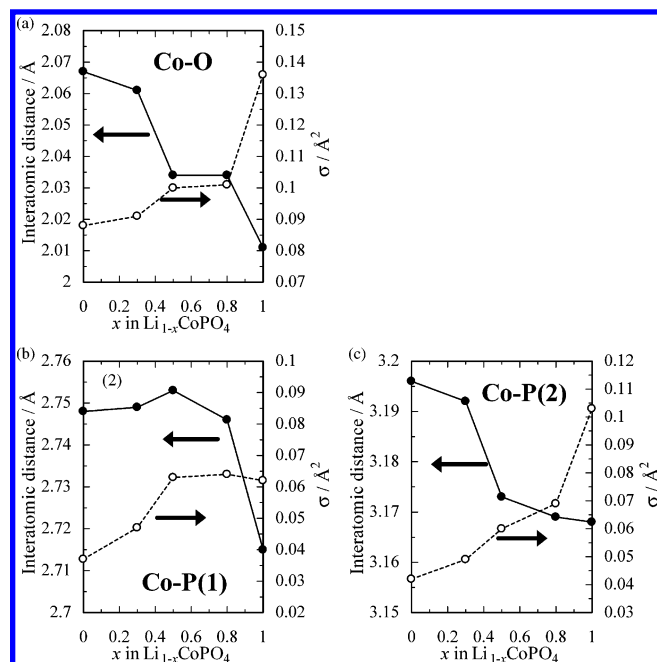 (a)
Co-O
Interatomic distance / Å
2.08
2.07
2.06
2.05
2.04
2.03
2.02
2.01
2
0.15
0.14
0.13
0.12
0.11
0.1
0.09
0.08
0.07
σ / Å²
0 0.2 0.4 0.6 0.8 1
x in Li₁₋ₓCoPO₄
(b)
(2)
Co-P(1)
Interatomic distance / Å
2.76
2.75
2.74
2.73
2.72
2.71
2.7
0.1
0.09
0.08
0.07
0.06
0.05
0.04
0.03
0.02
σ / Å²
0 0.2 0.4 0.6 0.8 1
x in Li₁₋ₓCoPO₄
(c)
Co-P(2)
Interatomic distance / Å
3.2
3.19
3.18
3.17
3.16
3.15
0.12
0.11
0.1
0.09
0.08
0.07
0.06
0.05
0.04
0.03
σ / Å²
0 0.2 0.4 0.6 0.8 1
x in Li₁₋ₓCoPO₄